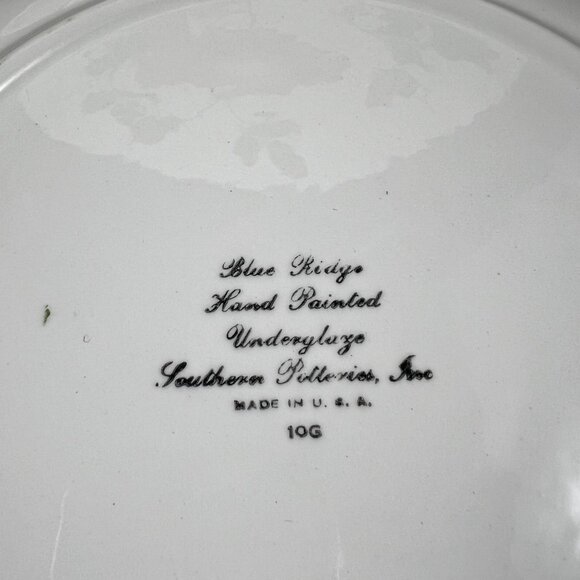 Blue Ridge
Hand Painted
Underglaze
Southern Potteries, Inc
MADE IN U. S. A.
10G